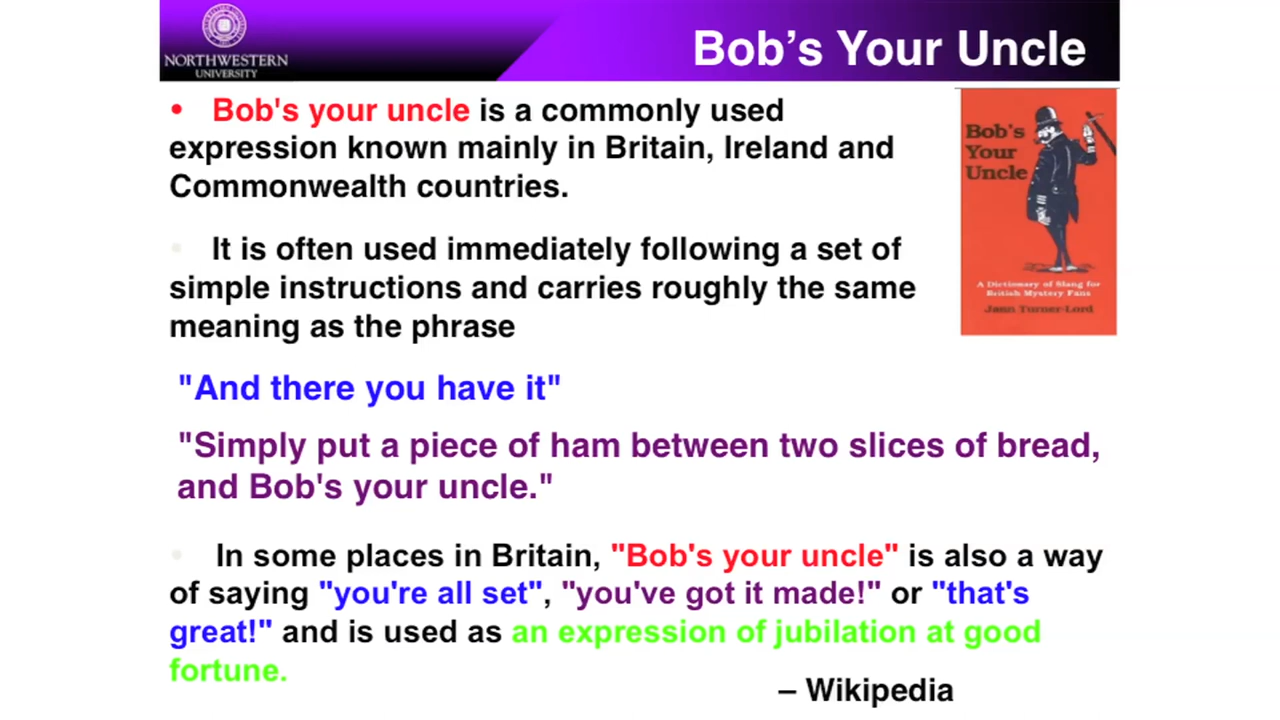 NORTHWESTERN
UNIVERSITY
Bob’s Your Uncle
• Bob's your uncle is a commonly used
expression known mainly in Britain, Ireland and
Commonwealth countries.
Bob's
Your
Uncle
A Dictionary of Slang for
British Mystery Fans
Jann Turner-Lord
• It is often used immediately following a set of
simple instructions and carries roughly the same
meaning as the phrase
"And there you have it"
"Simply put a piece of ham between two slices of bread,
and Bob's your uncle."
• In some places in Britain, "Bob's your uncle" is also a way
of saying "you're all set", "you've got it made!" or "that's
great!" and is used as an expression of jubilation at good
fortune.
– Wikipedia